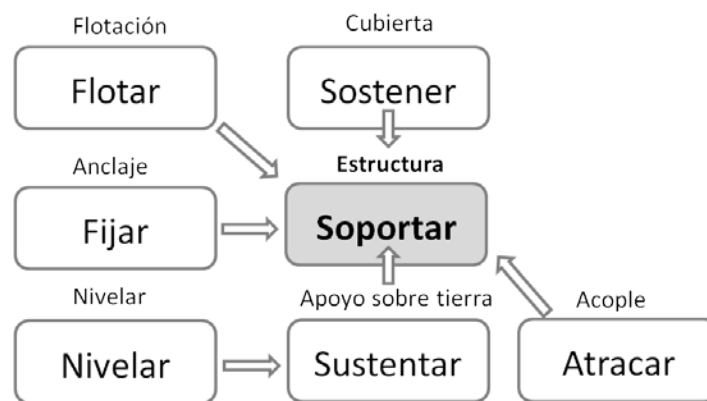 Flotación
Cubierta
Flotar
Sostener
Anclaje
Estructura
Fijar
Soportar
Nivelar
Apoyo sobre tierra
Acople
Nivelar
Sustentar
Atracar